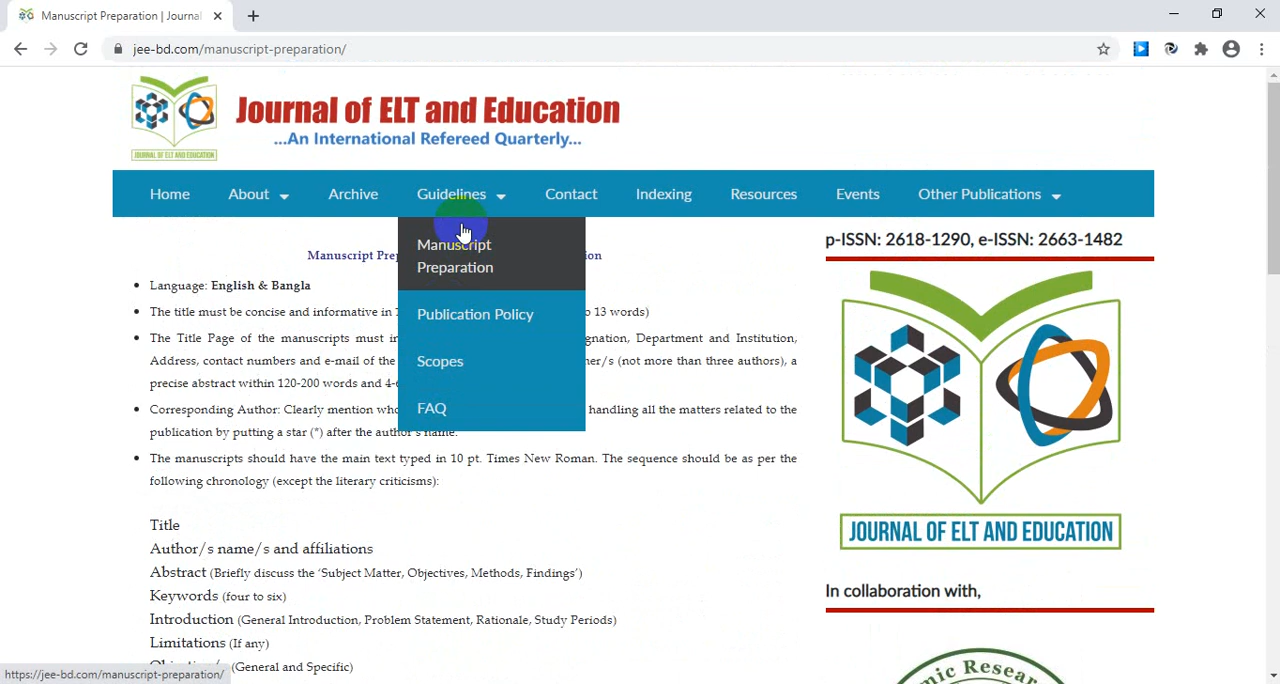 Manuscript Preparation | Journal
jee-bd.com/manuscript-preparation/
JOURNAL OF ELT AND EDUCATION
Journal of ELT and Education
...An International Refereed Quarterly...
Home About Archive Guidelines Contact Indexing Resources Events Other Publications
Manuscript
Preparation
Publication Policy
Scopes
FAQ
Manuscript
• Language: English & Bangla
• The title must be concise and informative in 13 words)
• The Title Page of the manuscripts must Department and Institution,
Address, contact numbers and e-mail of the (not more than three authors), a
precise abstract within 120-200 words and
• Corresponding Author: Clearly mention handling all the matters related to the
publication by putting a star (*) after the author's name.
• The manuscripts should have the main text typed in 10 pt. Times New Roman. The sequence should be as per the
following chronology (except the literary criticisms):
Title
Author/s name/s and affiliations
Abstract (Briefly discuss the ‘Subject Matter, Objectives, Methods, Findings’)
Keywords (four to six)
Introduction (General Introduction, Problem Statement, Rationale, Study Periods)
Limitations (If any)
(General and Specific)
p-ISSN: 2618-1290, e-ISSN: 2663-1482
JOURNAL OF ELT AND EDUCATION
In collaboration with,
https://jee-bd.com/manuscript-preparation/